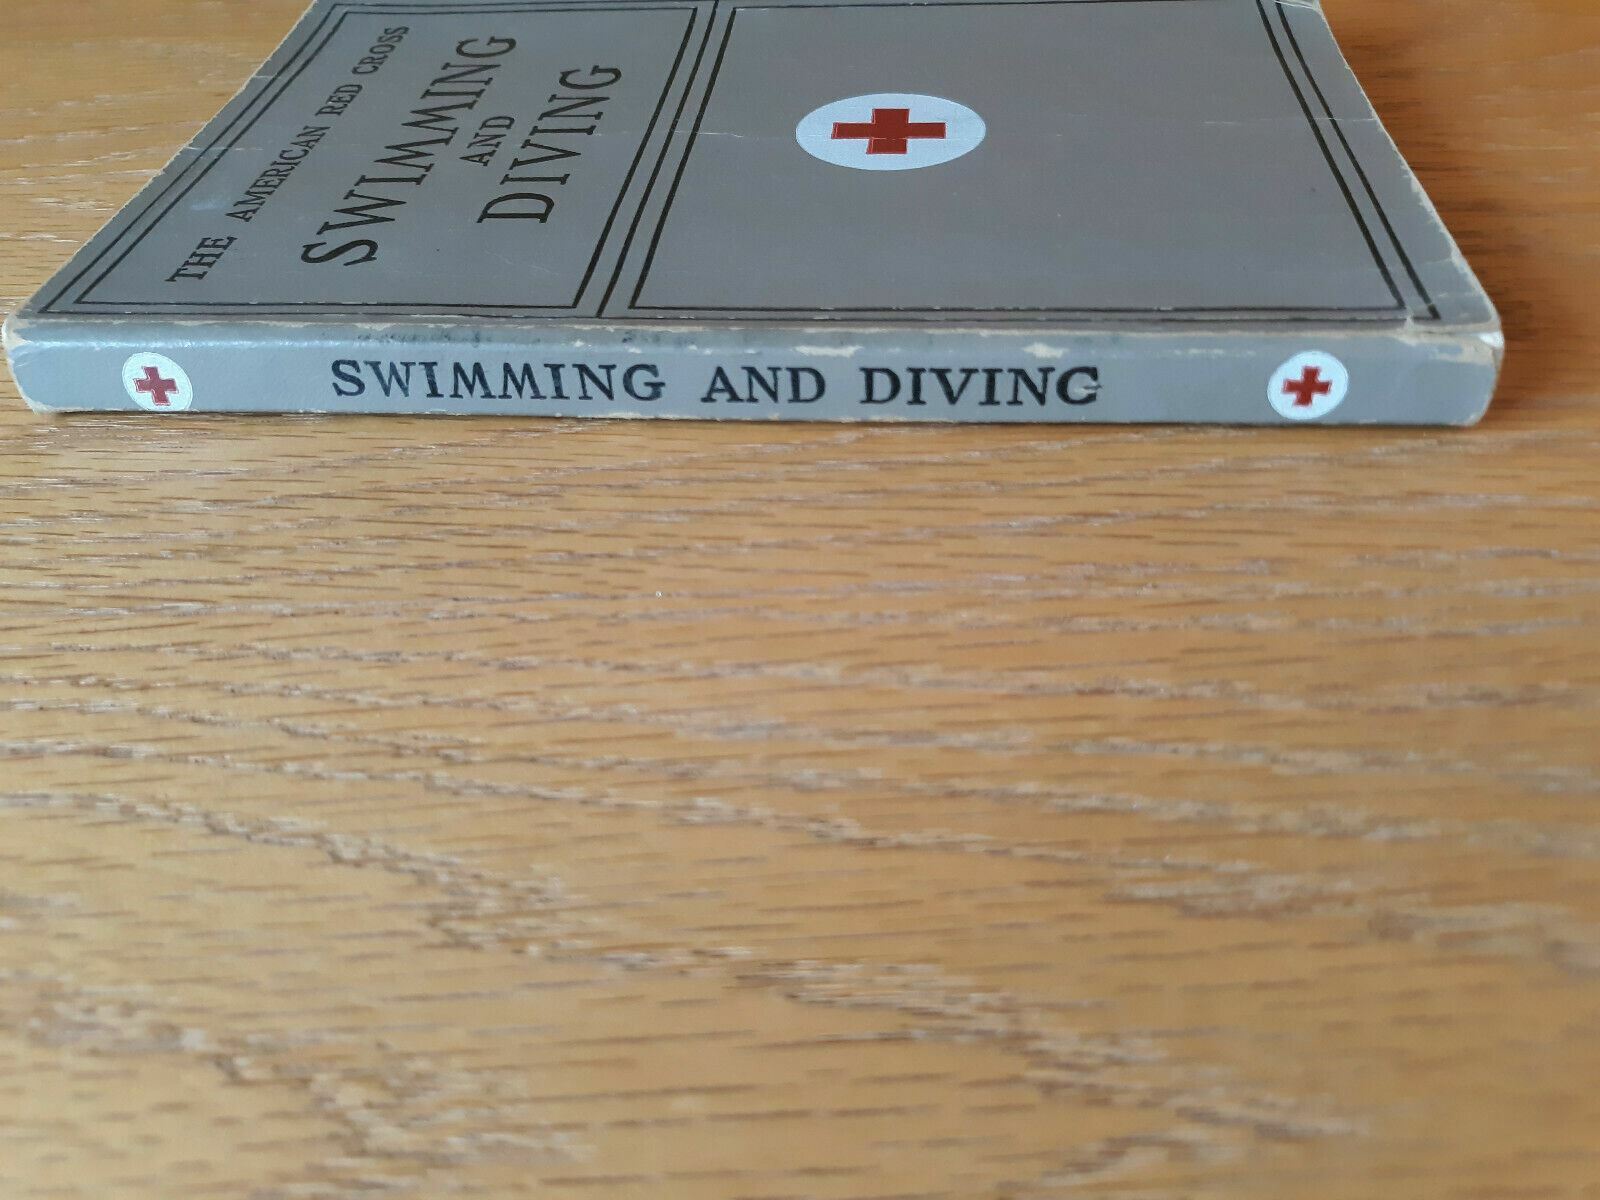 THE AMERICAN RED CROSS
SWIMMING
AND
DIVING
SWIMMING AND DIVING